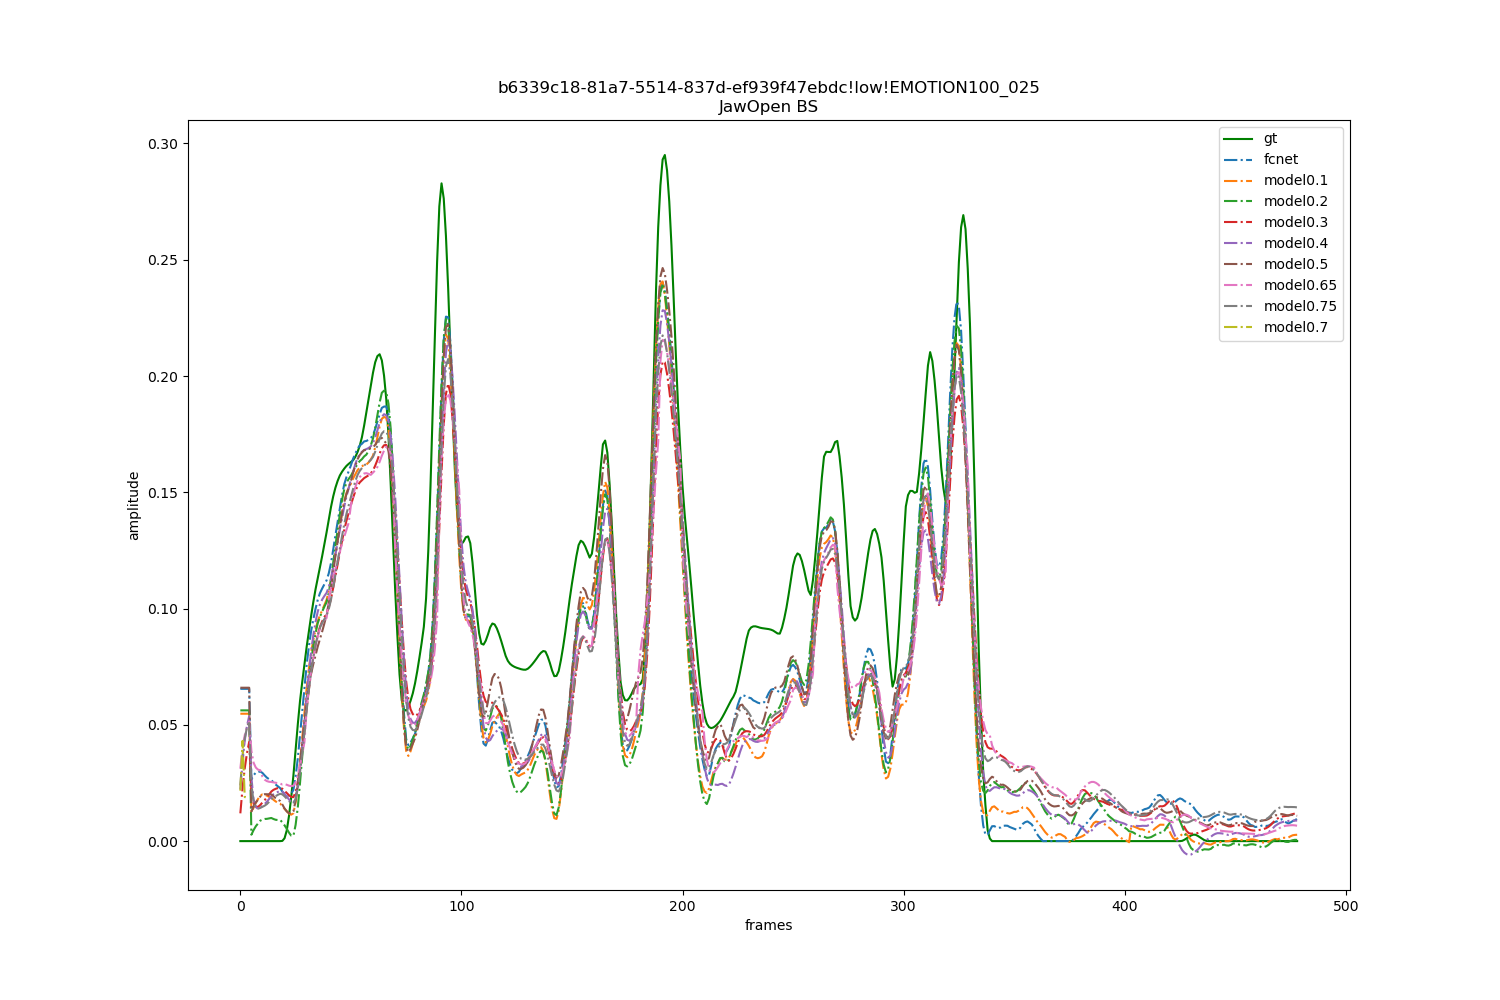 b6339c18-81a7-5514-837d-ef939f47ebdc!low!EMOTION100_025
JawOpen BS
gt
fcnet
model0.1
model0.2
model0.3
model0.4
model0.5
model0.65
model0.75
model0.7
amplitude
0.30
0.25
0.20
0.15
0.10
0.05
0.00
0
100
200
300
400
500
frames